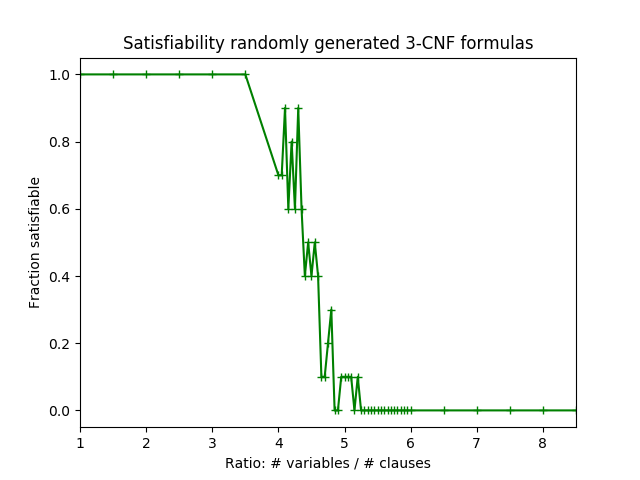 Satisfiability randomly generated 3-CNF formulas
1.0
0.8
0.6
0.4
0.2
0.0
Fraction satisfiable
1 2 3 4 5 6 7 8
Ratio: # variables / # clauses